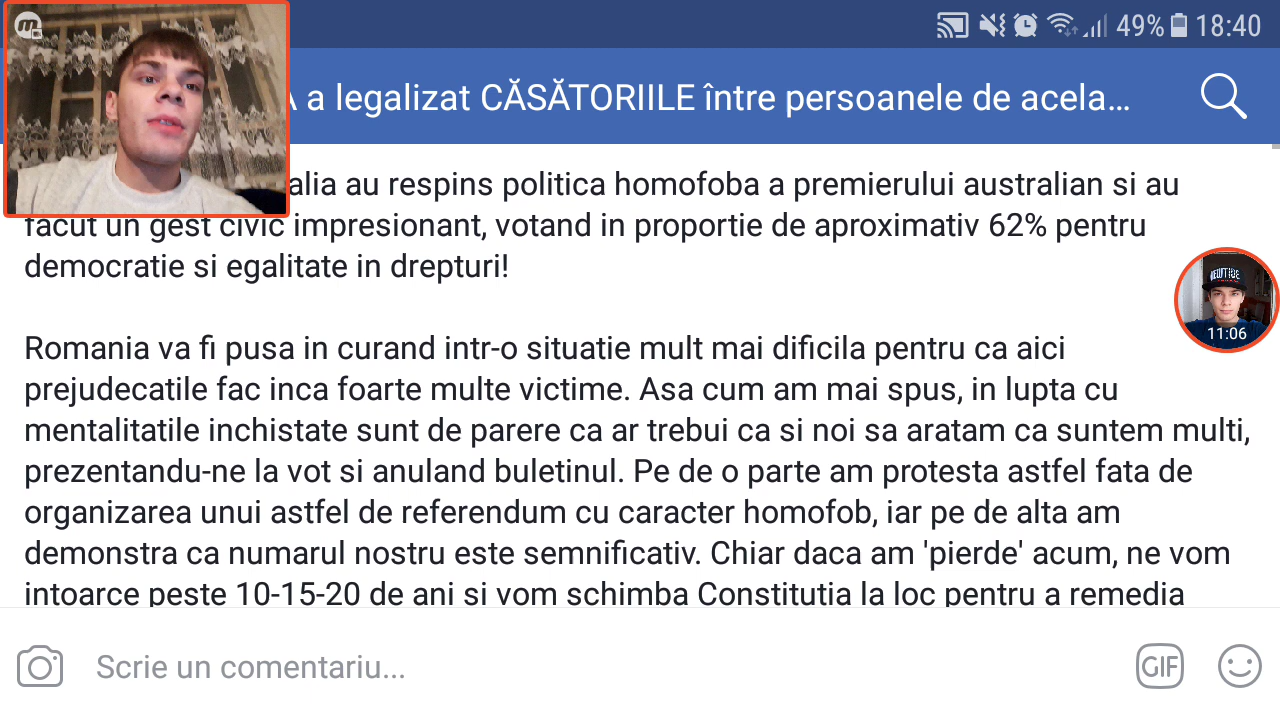 49% 18:40
a legalizat CĂSĂTORIILE între persoanele de acela...
alia au respins politica homofoba a premierului australian si au
facut un gest civic impresionant, votand in proportie de aproximativ 62% pentru
democratie si egalitate in drepturi!
11:06
Romania va fi pusa in curand intr-o situatie mult mai dificila pentru ca aici
prejudecatile fac inca foarte multe victime. Asa cum am mai spus, in lupta cu
mentalitatile inchistate sunt de parere ca ar trebui ca si noi sa aratam ca suntem multi,
prezentandu-ne la vot si anuland buletinul. Pe de o parte am protesta astfel fata de
organizarea unui astfel de referendum cu caracter homofob, iar pe de alta am
demonstra ca numarul nostru este semnificativ. Chiar daca am 'pierde' acum, ne vom
intoarce peste 10-15-20 de ani si vom schimba Constitutia la loc pentru a remedia
Scrie un comentariu...
GIF